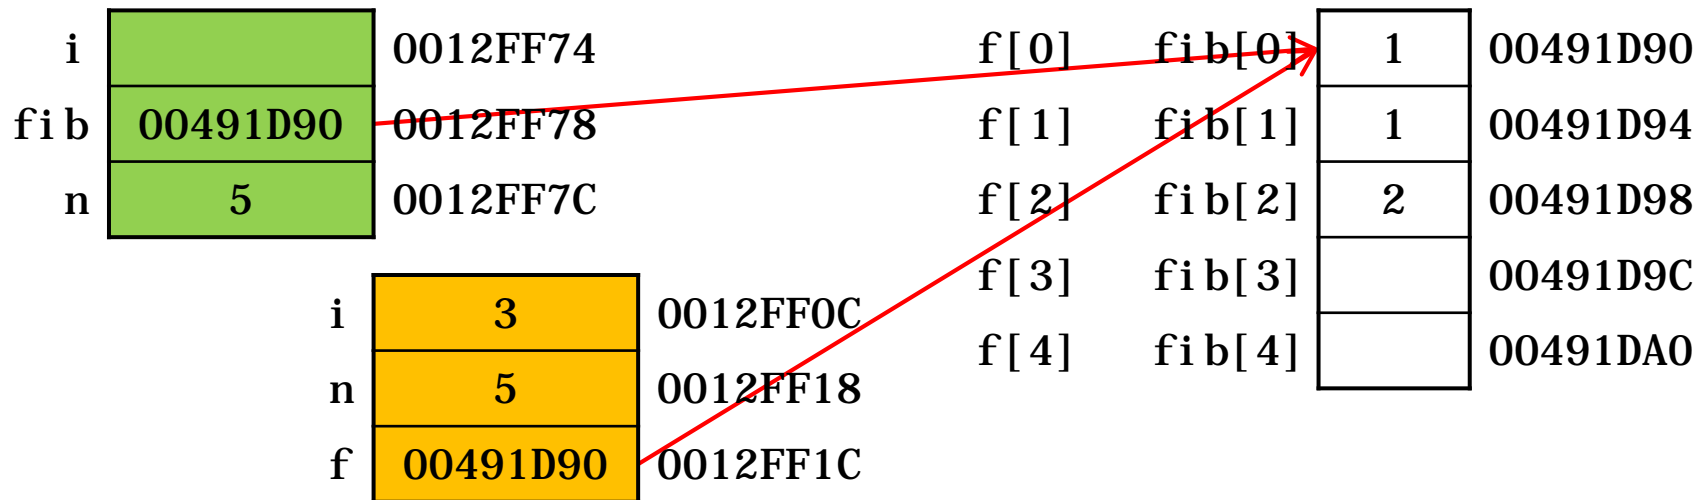 i 0012FF74 f[0] fib[0] 1 00491D90
fib 00491D90 0012FF78 f[1] fib[1] 1 00491D94
n 5 0012FF7C f[2] fib[2] 2 00491D98
f[3] fib[3] 00491D9C
i 3 0012FF0C
f[4] fib[4] 00491DA0
n 5 0012FF18
f 00491D90 0012FF1C